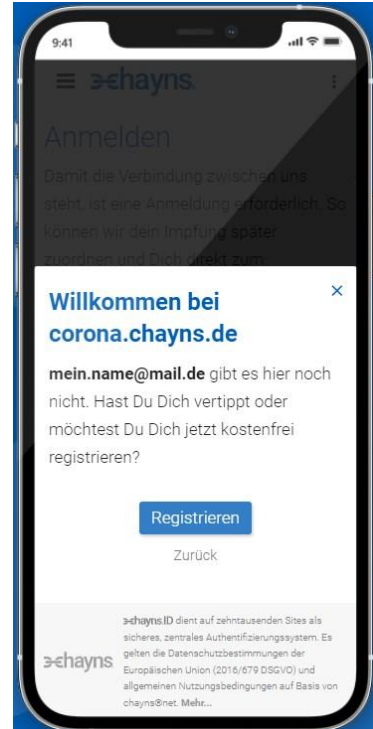 9:41
chayns.
Anmelden
Damit die Verbindung zwischen uns
steht, ist eine Anmeldung erforderlich. So
können wir dein Impfung später
zuordnen und Dich direkt zum
Willkommen bei
corona.chayns.de
mein.name@mail.de gibt es hier noch
nicht. Hast Du Dich vertippt oder
möchtest Du Dich jetzt kostenfrei
registrieren?
Registrieren
Zurück
chayns
chayns.ID dient auf zehntausenden Sites als
sicheres, zentrales Authentifizierungssystem. Es
gelten die Datenschutzbestimmungen der
Europäischen Union (2016/679 DSGVO) und
allgemeinen Nutzungsbedingungen auf Basis von
chayns®net. Mehr...